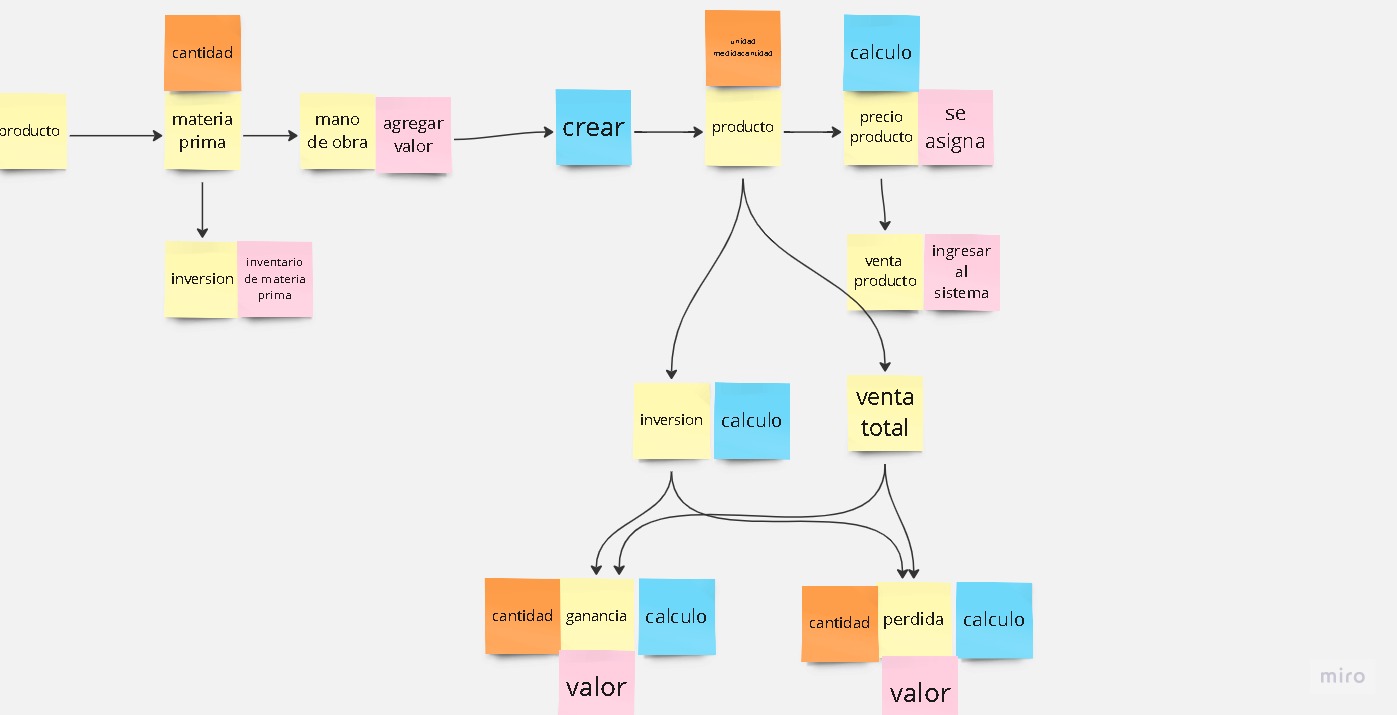 cantidad
unidad
medidacantidad
calculo
producto
materia
prima
mano
de obra
agregar
valor
crear
producto
precio
producto
se
asigna
inversion
inventario
de materia
prima
venta
producto
ingresar
al
sistema
inversion
calculo
venta
total
cantidad
ganancia
calculo
valor
cantidad
perdida
calculo
valor
miro